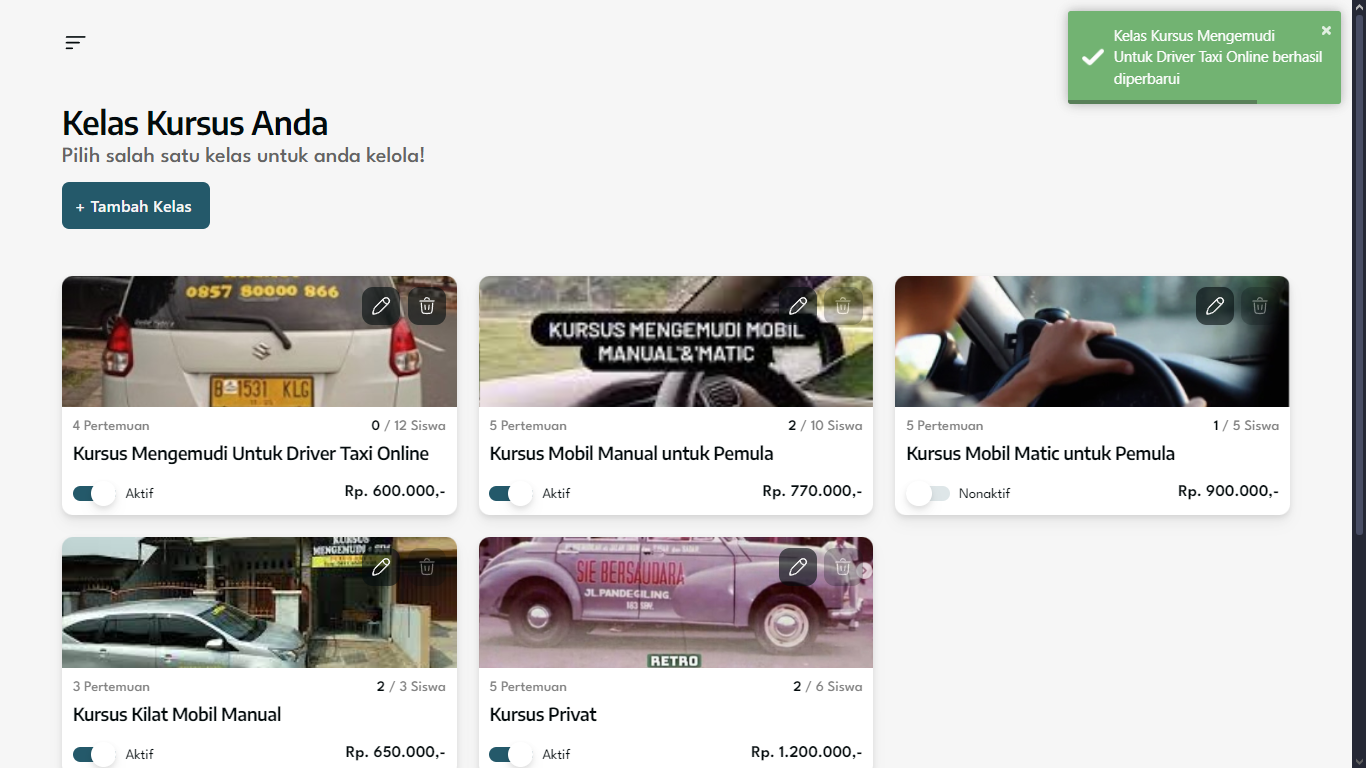 Kelas Kursus Mengemudi
Untuk Driver Taxi Online berhasil
diperbarui
×
Kelas Kursus Anda
Pilih salah satu kelas untuk anda kelola!
+ Tambah Kelas
0857 80000 866
B 1531 KLG
4 Pertemuan
0 / 12 Siswa
Kursus Mengemudi Untuk Driver Taxi Online
Aktif
Rp. 600.000,-
KURSUS MENGEMUDI MOBIL
MANUAL & MATIC
5 Pertemuan
2 / 10 Siswa
Kursus Mobil Manual untuk Pemula
Aktif
Rp. 770.000,-
5 Pertemuan
1 / 5 Siswa
Kursus Mobil Matic untuk Pemula
Nonaktif
Rp. 900.000,-
KURSUS
MENGEMUDI
3 Pertemuan
2 / 3 Siswa
Kursus Kilat Mobil Manual
Aktif
Rp. 650.000,-
SIE BERSAUDARA
JL. PANDEGILING
RETRO
5 Pertemuan
2 / 6 Siswa
Kursus Privat
Aktif
Rp. 1.200.000,-